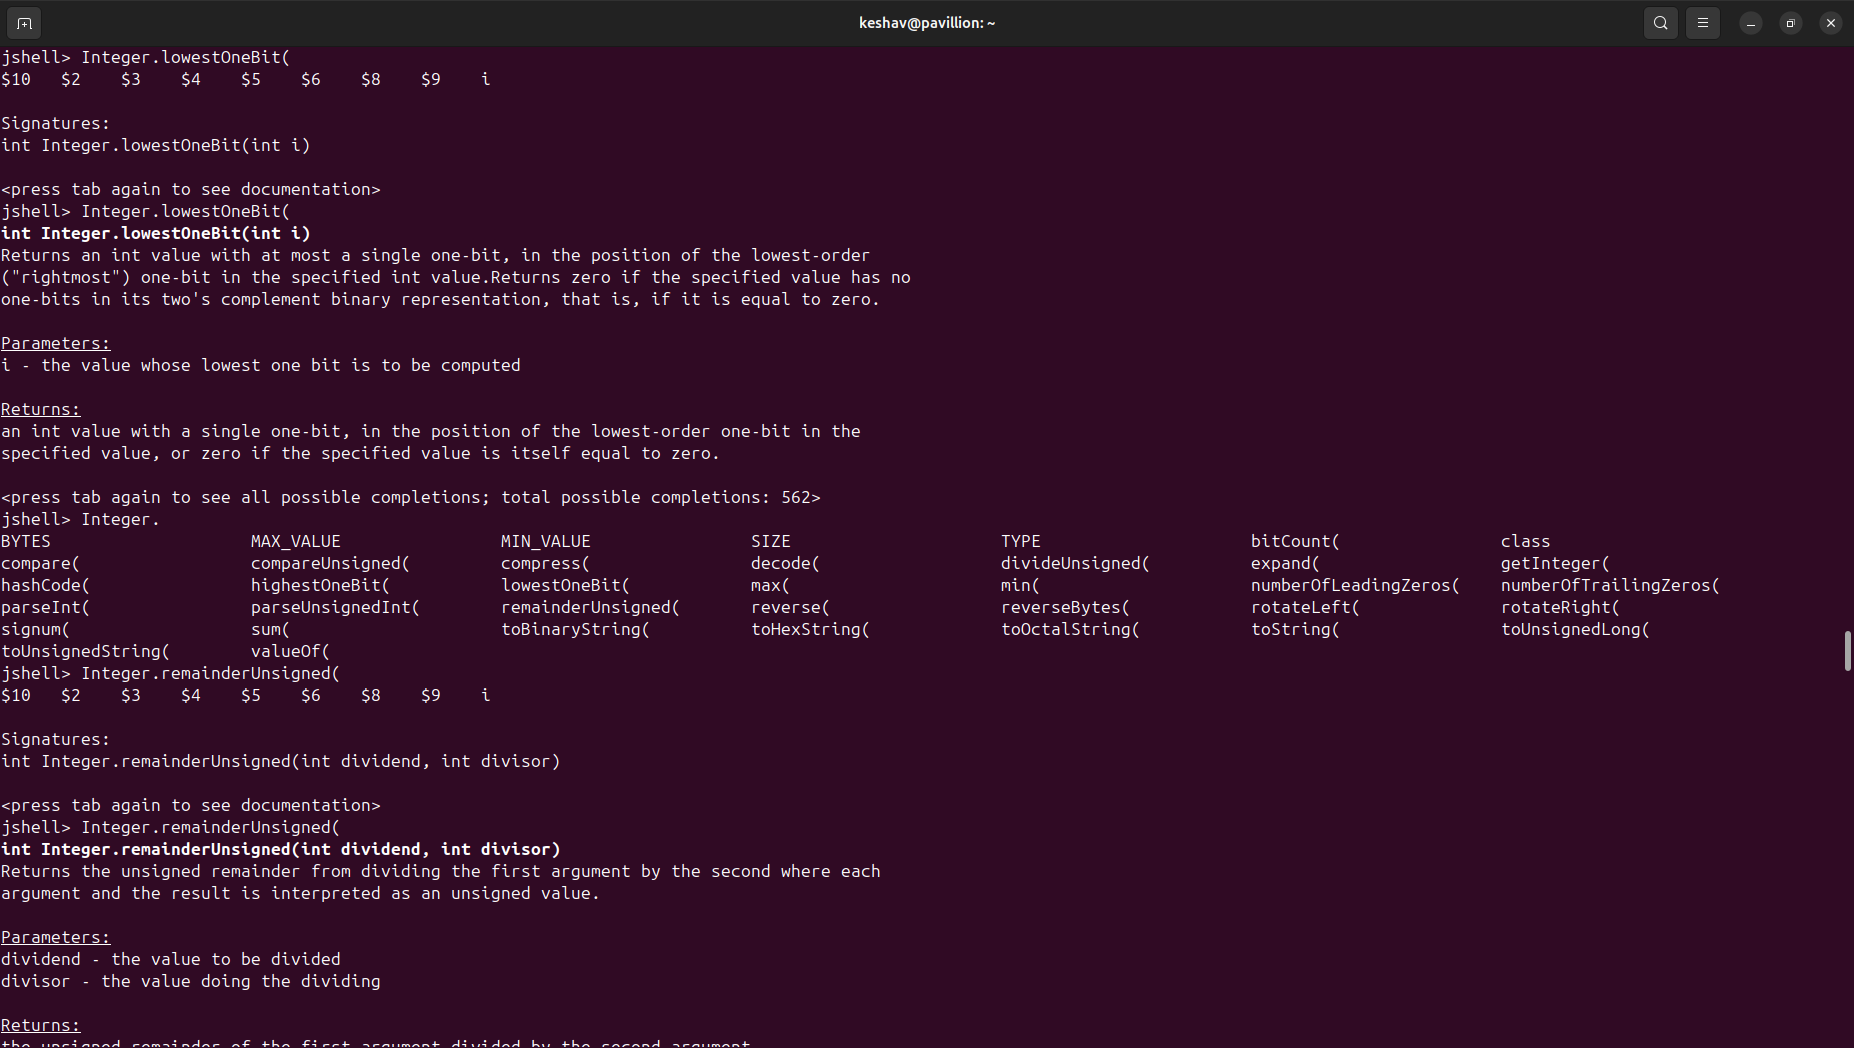 keshav@pavillion: ~
jshell> Integer.lowestOneBit(
$10   $2    $3    $4    $5    $6    $8    $9    i
Signatures:
int Integer.lowestOneBit(int i)
<press tab again to see documentation>
jshell> Integer.lowestOneBit(
int Integer.lowestOneBit(int i)
Returns an int value with at most a single one-bit, in the position of the lowest-order
("rightmost") one-bit in the specified int value.Returns zero if the specified value has no
one-bits in its two's complement binary representation, that is, if it is equal to zero.
Parameters:
i - the value whose lowest one bit is to be computed
Returns:
an int value with a single one-bit, in the position of the lowest-order one-bit in the
specified value, or zero if the specified value is itself equal to zero.
<press tab again to see all possible completions; total possible completions: 562>
jshell> Integer.
BYTES                    MAX_VALUE                MIN_VALUE                SIZE                     TYPE                     bitCount(                class
compare(                 compareUnsigned(         compress(                decode(                  divideUnsigned(          expand(                  getInteger(
hashCode(                highestOneBit(           lowestOneBit(            max(                     min(                     numberOfLeadingZeros(    numberOfTrailingZeros(
parseInt(                parseUnsignedInt(        remainderUnsigned(       reverse(                 reverseBytes(            rotateLeft(              rotateRight(
signum(                  sum(                     toBinaryString(          toHexString(             toOctalString(           toString(                toUnsignedLong(
toUnsignedString(        valueOf(
jshell> Integer.remainderUnsigned(
$10   $2    $3    $4    $5    $6    $8    $9    i
Signatures:
int Integer.remainderUnsigned(int dividend, int divisor)
<press tab again to see documentation>
jshell> Integer.remainderUnsigned(
int Integer.remainderUnsigned(int dividend, int divisor)
Returns the unsigned remainder from dividing the first argument by the second where each
argument and the result is interpreted as an unsigned value.
Parameters:
dividend - the value to be divided
divisor - the value doing the dividing
Returns:
the unsigned remainder of the first argument divided by the second argument